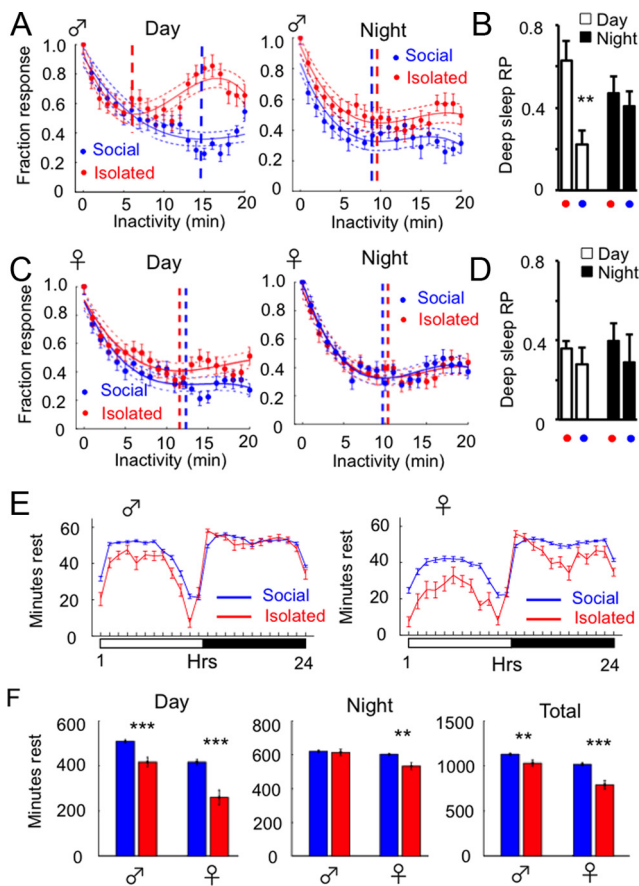 A
♂
Day
Night
B
Fraction response
1.0
0.8
0.6
0.4
0.2
0
Social
Isolated
0
5
10
15
20
Inactivity (min)
1.0
0.8
0.6
0.4
0.2
0
Social
Isolated
0
5
10
15
20
Inactivity (min)
Deep sleep RP
0.8
0.4
0
Day
Night
**
C
♀
Day
♀
Night
D
Fraction response
1.0
0.8
0.6
0.4
0.2
0
Social
Isolated
0
5
10
15
20
Inactivity (min)
1.0
0.8
0.6
0.4
0.2
0
Social
Isolated
0
5
10
15
20
Inactivity (min)
Deep sleep RP
0.8
0.4
0
Day
Night
E
♂
♀
Minutes rest
60
40
20
0
Social
Isolated
1
Hrs
24
Minutes rest
60
40
20
0
Social
Isolated
1
Hrs
24
F
Day
Night
Total
Minutes rest
600
400
200
0
***
***
♂
♀
800
600
400
200
0
**
♂
♀
1500
1000
500
0
**
***
♂
♀